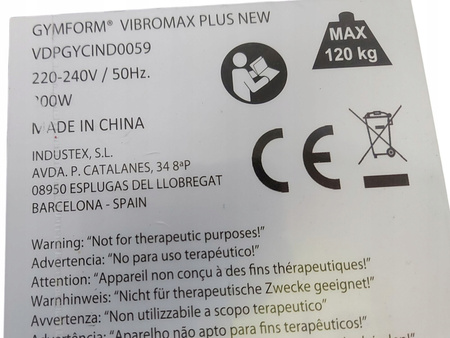 GYMFORM® VIBROMAX PLUS NEW
VDPGYCIND0059
220-240V / 50Hz.
00W
MADE IN CHINA
INDUSTEX, S.L.
AVDA. P. CATALANES, 34 8ªP
08950 ESPLUGAS DEL LLOBREGAT
BARCELONA - SPAIN
MAX
120 kg
CE
Warning: “Not for therapeutic purposes!”
Advertencia: “No para uso terapéutico!”
Attention: “Appareil non conçu à des fins thérapeutiques!”
Warnhinweis: “Nicht für therapeutische Zwecke geeignet!”
Avvertenza: “Non utilizzabile a scopo terapeutico”
Advertência: “Aparelho não apto para fins terapêuticos!”